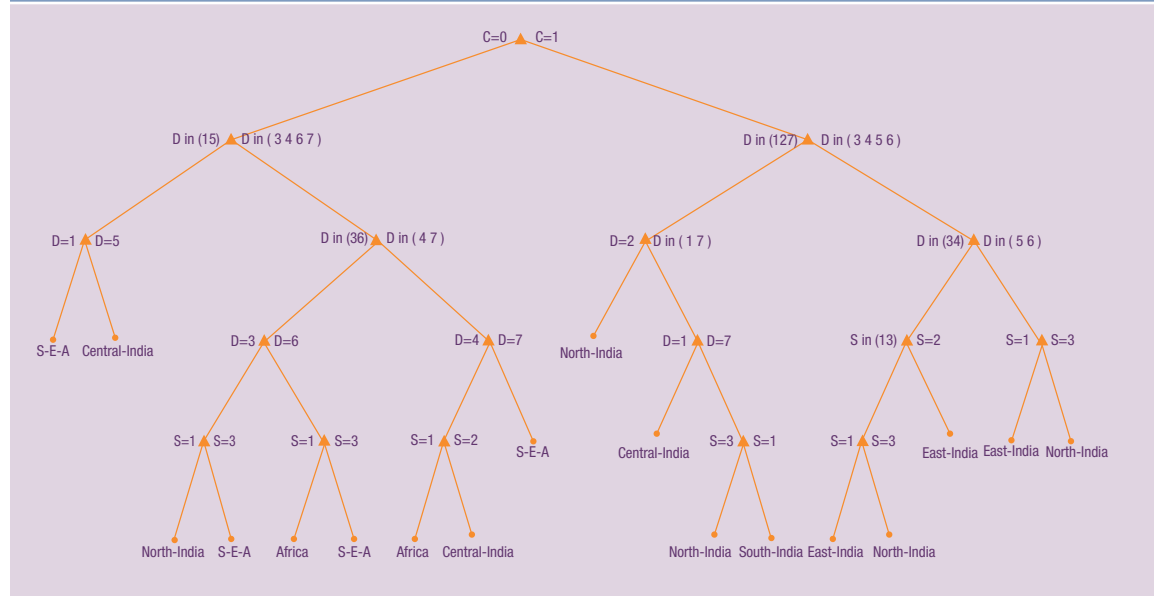 C=0 C=1
D in (15) D in ( 3 4 6 7 ) D in (127) D in ( 3 4 5 6 )
D=1 D=5 D in (36) D in ( 4 7 ) D=2 D in ( 1 7 ) D in (34) D in ( 5 6 )
S-E-A Central-India D=3 D=6 D=4 D=7 North-India D=1 D=7 S in (13) S=2 S=1 S=3
S=1 S=3 S=1 S=3 S=1 S=2 S-E-A Central-India S=3 S=1 S=1 S=3 East-India East-India North-India
North-India S-E-A Africa S-E-A Africa Central-India North-India South-India East-India North-India